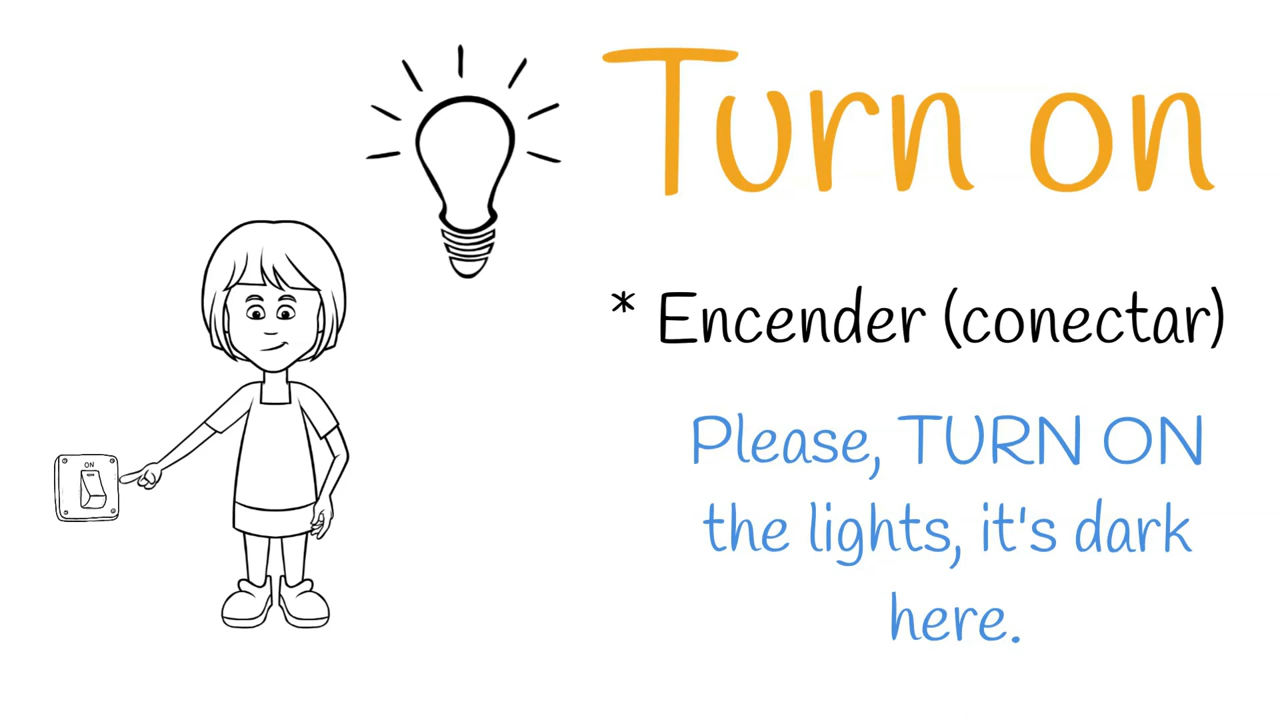 Turn on
* Encender (conectar)
Please, TURN ON
the lights, it's dark
here.
ON